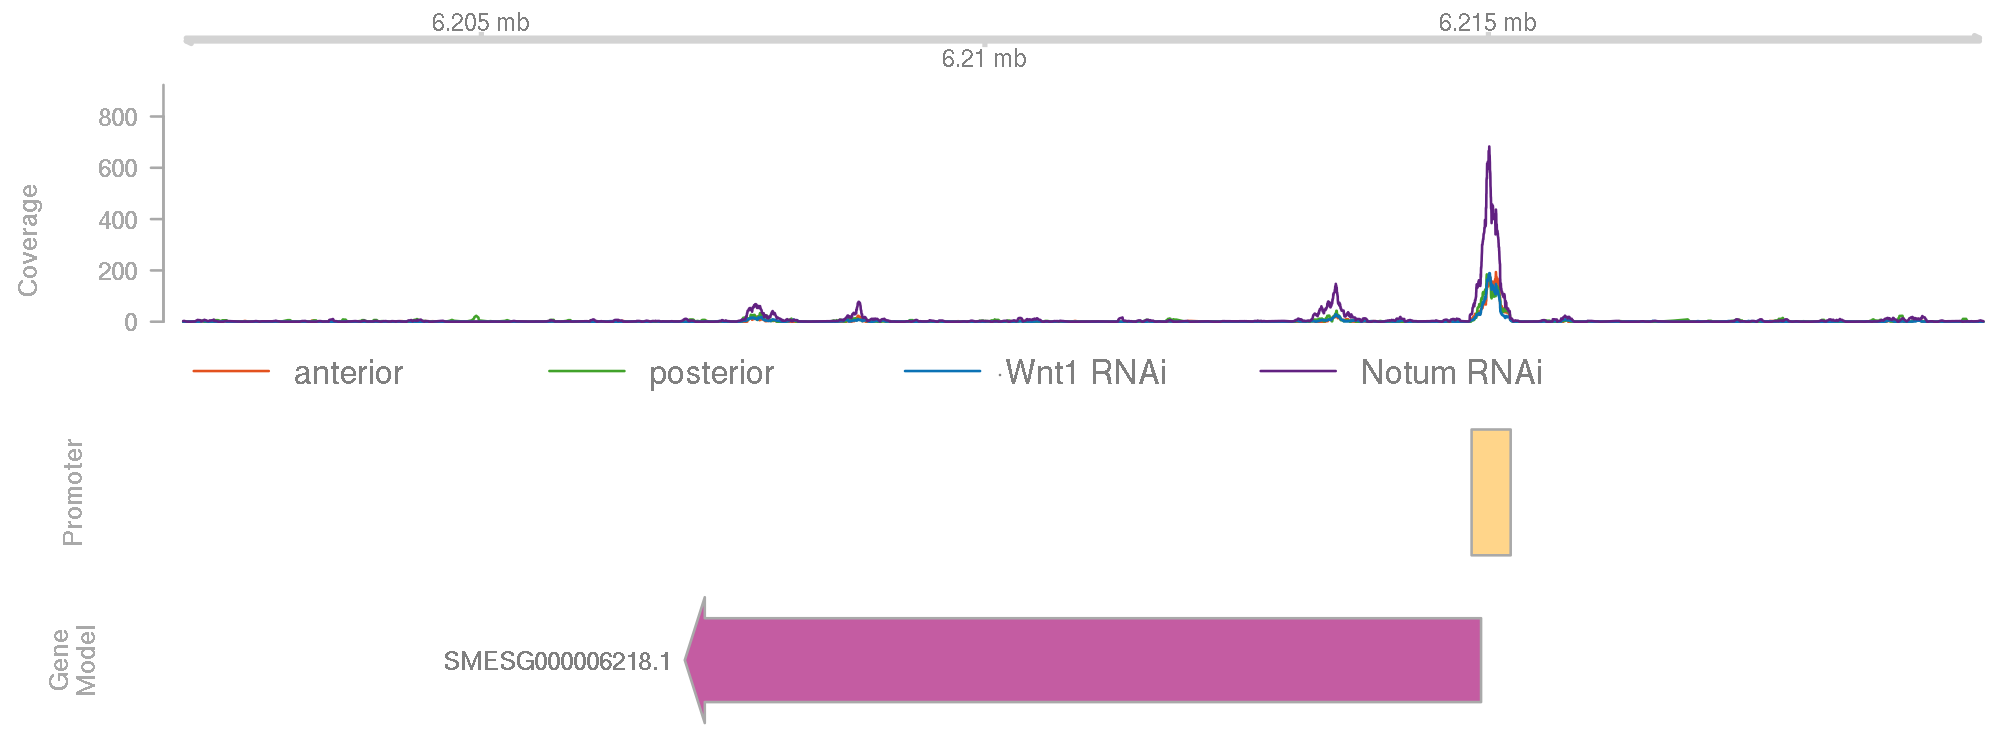 6.205 mb
6.215 mb
6.21 mb
800
600
400
200
0
Coverage
anterior
posterior
Wnt1 RNAi
Notum RNAi
Promoter
Gene
Model
SMESG000006218.1